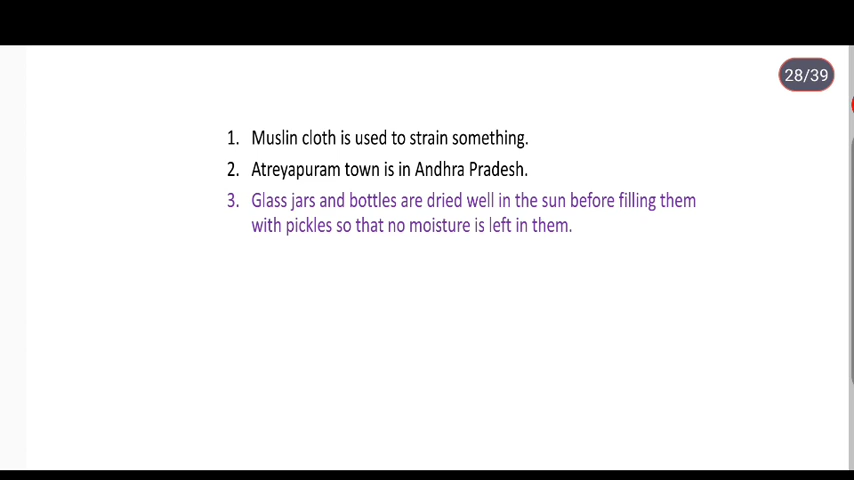 28/39
1. Muslin cloth is used to strain something.
2. Atreyapuram town is in Andhra Pradesh.
3. Glass jars and bottles are dried well in the sun before filling them
with pickles so that no moisture is left in them.